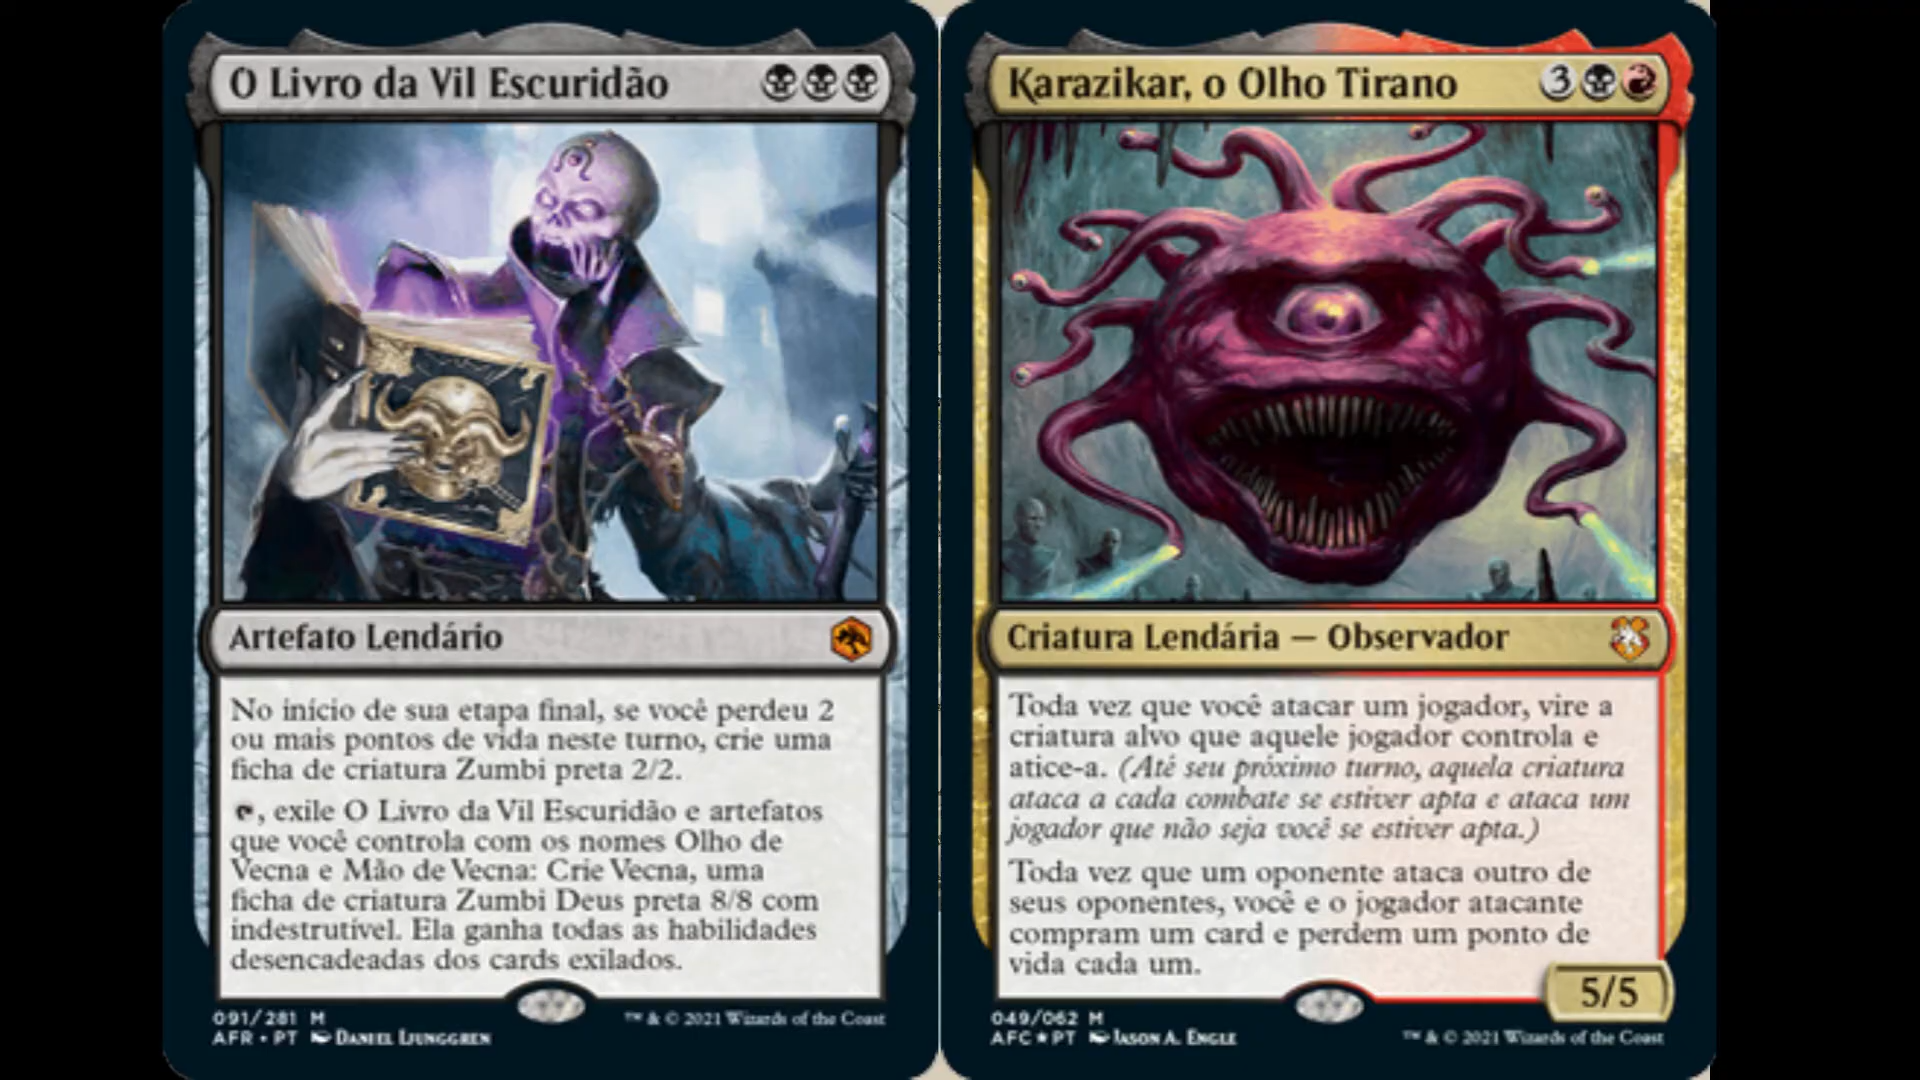 O Livro da Vil Escuridão
Artefato Lendário
No início de sua etapa final, se você perdeu 2
ou mais pontos de vida neste turno, crie uma
ficha de criatura Zumbi preta 2/2.
, exile O Livro da Vil Escuridão e artefatos
que você controla com os nomes Olho de
Vecna e Mão de Vecna: Crie Vecna, uma
ficha de criatura Zumbi Deus preta 8/8 com
indestrutível. Ela ganha todas as habilidades
desencadeadas dos cards exilados.
091/281 M
AFR • PT Daniel Ljunggren
™ & © 2021 Wizards of the Coast
Karazikar, o Olho Tirano
3
Criatura Lendária — Observador
Toda vez que você atacar um jogador, vire a
criatura alvo que aquele jogador controla e
atice-a. (Até seu próximo turno, aquela criatura
ataca a cada combate se estiver apta e ataca um
jogador que não seja você se estiver apta.)
Toda vez que um oponente ataca outro de
seus oponentes, você e o jogador atacante
compram um card e perdem um ponto de
vida cada um.
5/5
049/062 M
AFC ★ PT Jason A. Engle
™ & © 2021 Wizards of the Coast